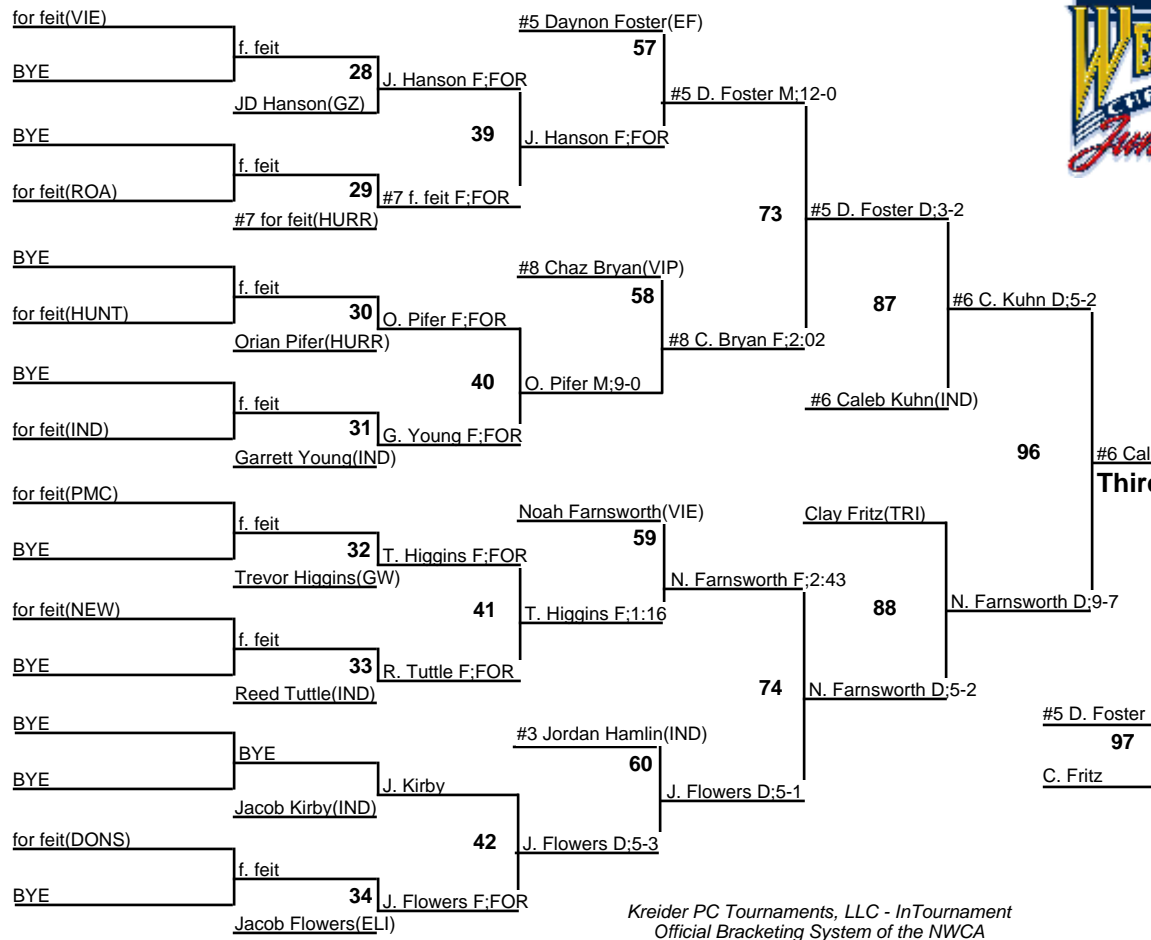 for feit(VIE)
BYE
f. feit
28
JD Hanson(GZ)
J. Hanson F;FOR
BYE
for feit(ROA)
f. feit
29
#7 for feit(HURR)
#7 f. feit F;FOR
39
J. Hanson F;FOR
#5 Daynon Foster(EF)
57
#5 D. Foster M;12-0
BYE
for feit(HUNT)
f. feit
30
Orian Pifer(HURR)
O. Pifer F;FOR
BYE
for feit(IND)
f. feit
31
Garrett Young(IND)
G. Young F;FOR
40
O. Pifer M;9-0
#8 Chaz Bryan(VIP)
58
#8 C. Bryan F;2:02
73
#5 D. Foster D;3-2
87
#6 Caleb Kuhn(IND)
#6 C. Kuhn D;5-2
for feit(PMC)
BYE
f. feit
32
Trevor Higgins(GW)
T. Higgins F;FOR
for feit(NEW)
BYE
f. feit
33
Reed Tuttle(IND)
R. Tuttle F;FOR
41
T. Higgins F;1:16
Noah Farnsworth(VIE)
59
N. Farnsworth F;2:43
BYE
BYE
BYE
Jacob Kirby(IND)
J. Kirby
for feit(DONS)
BYE
f. feit
34
Jacob Flowers(ELI)
J. Flowers F;FOR
42
J. Flowers D;5-3
#3 Jordan Hamlin(IND)
60
J. Flowers D;5-1
74
N. Farnsworth D;5-2
Clay Fritz(TRI)
88
N. Farnsworth D;9-7
96
#6 Cal
Third
#5 D. Foster
97
C. Fritz
Kreider PC Tournaments, LLC - InTournament
Official Bracketing System of the NWCA